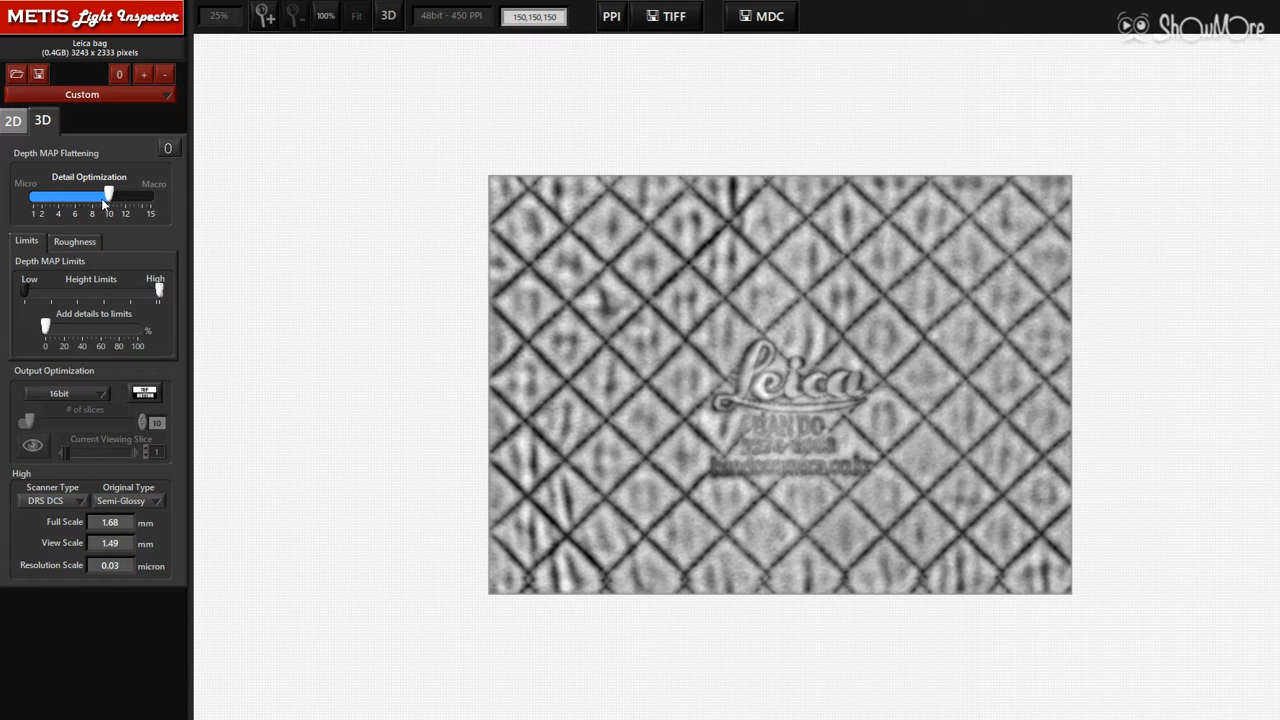 METIS Light Inspector
25%
100%
Fit
3D
48bit - 450 PPI
150,150,150
PPI
TIFF
MDC
ShowMore
Leica bag
(0.4GB) 3243 x 2333 pixels
0 + -
Custom
2D 3D
Depth MAP Flattening 0
Detail Optimization
Micro Macro
1 2 4 6 8 10 12 15
Limits Roughness
Depth MAP Limits
Low Height Limits High
Add details to limits
%
0 20 40 60 80 100
Output Optimization
16bit TOP BOTTOM
# of slices
10
Current Viewing Slice
1
High
Scanner Type Original Type
DRS DCS Semi-Glossy
Full Scale 1.68 mm
View Scale 1.49 mm
Resolution Scale 0.03 micron
Leica